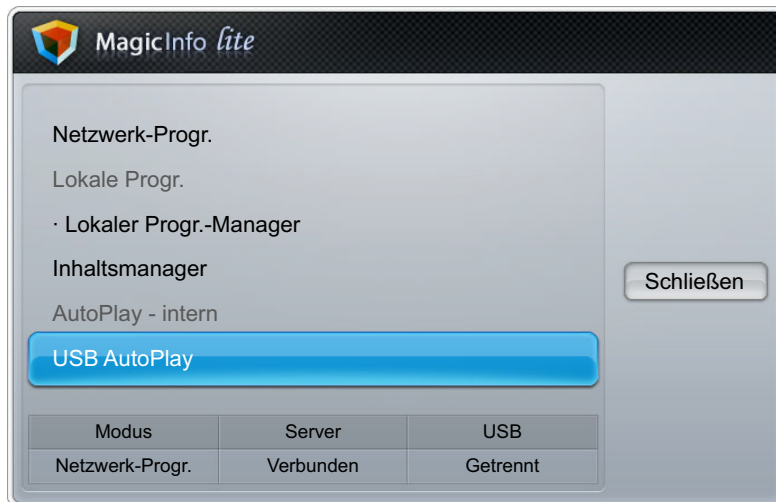 MagicInfo lite
Netzwerk-Progr.
Lokale Progr.
· Lokaler Progr.-Manager
Inhaltsmanager
AutoPlay - intern
USB AutoPlay
Schließen
Modus Server USB
Netzwerk-Progr. Verbunden Getrennt